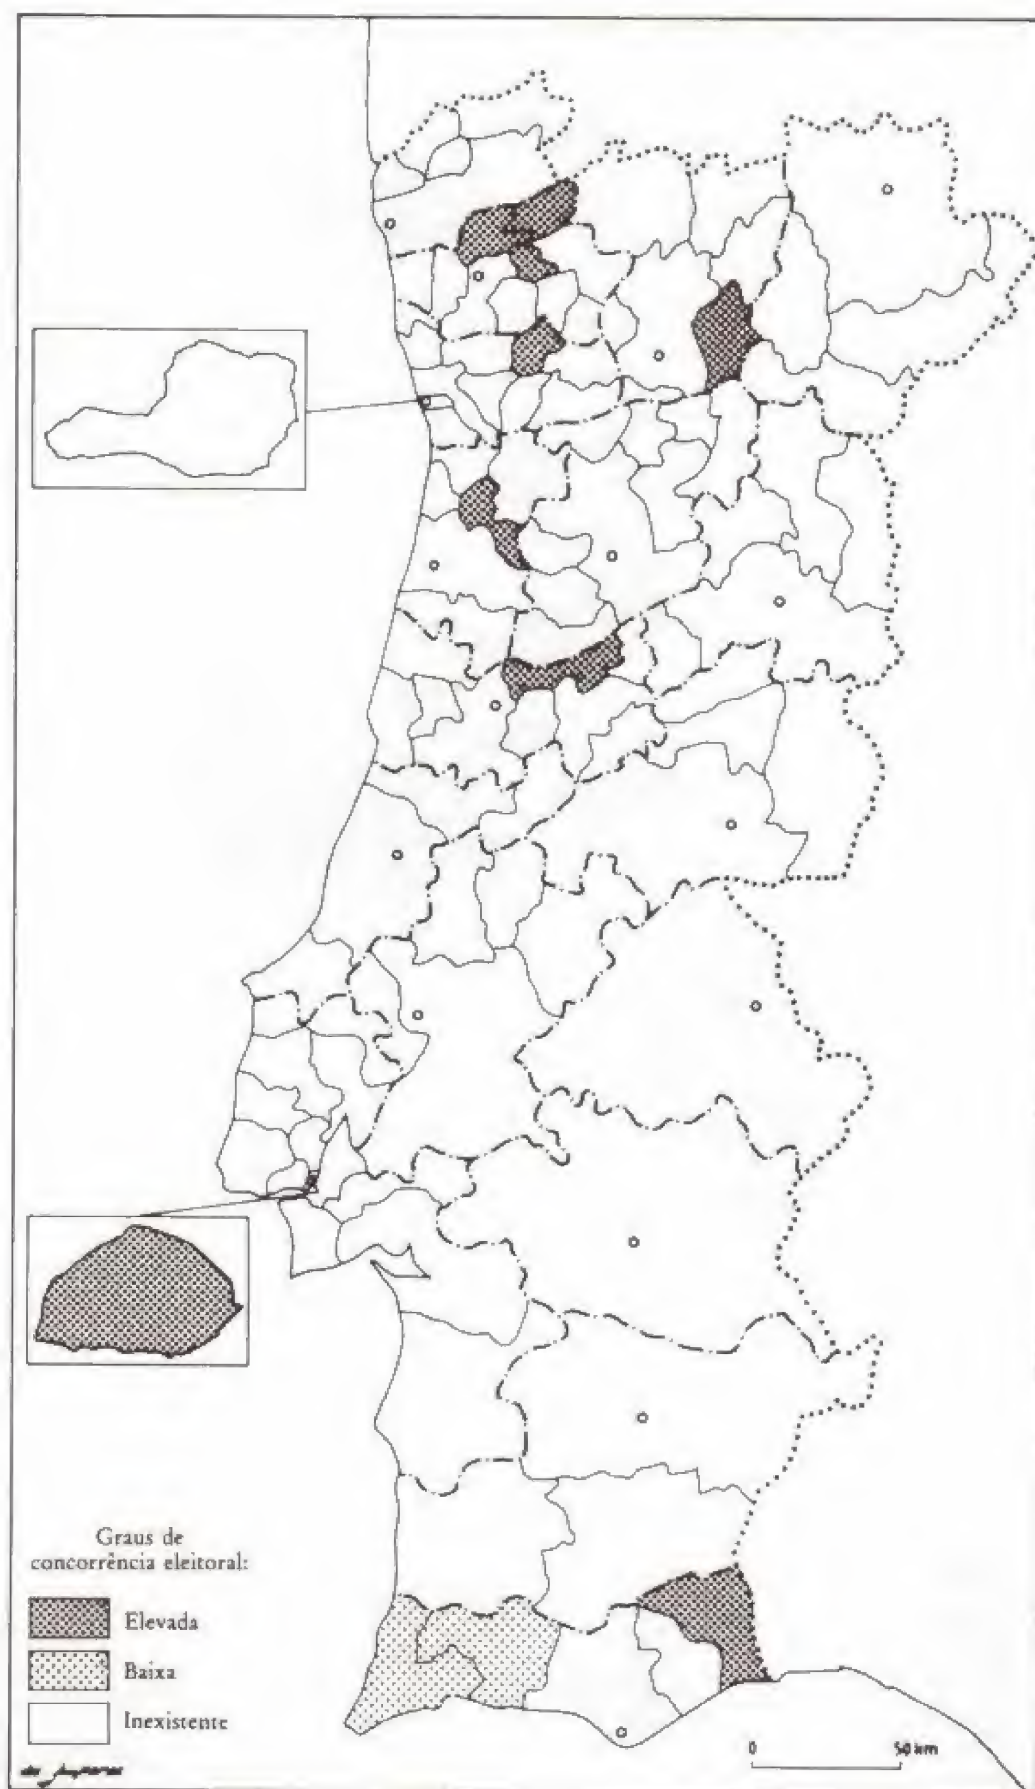 Graus de
concorrência eleitoral:
Elevada
Baixa
Inexistente
0 50 km